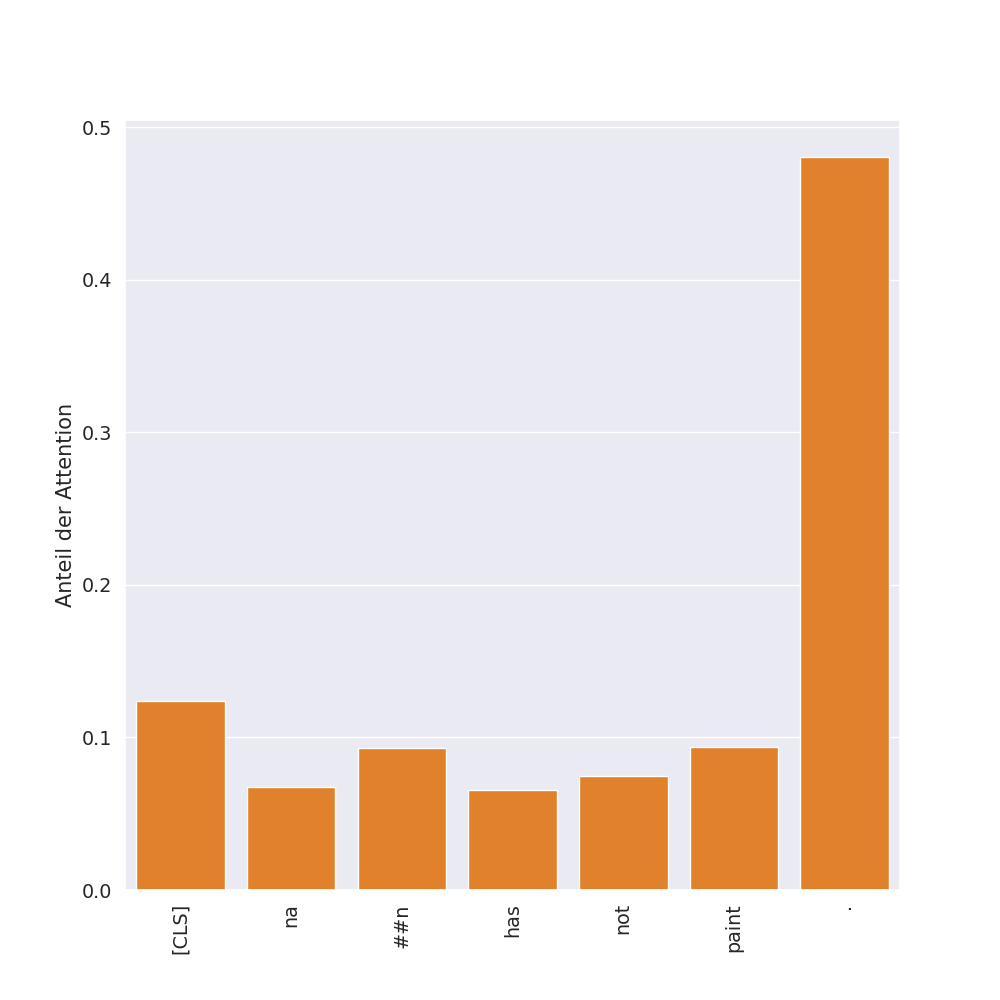 0.5
0.4
0.3
0.2
0.1
0.0
Anteil der Attention
[CLS]
na
##n
has
not
paint
.